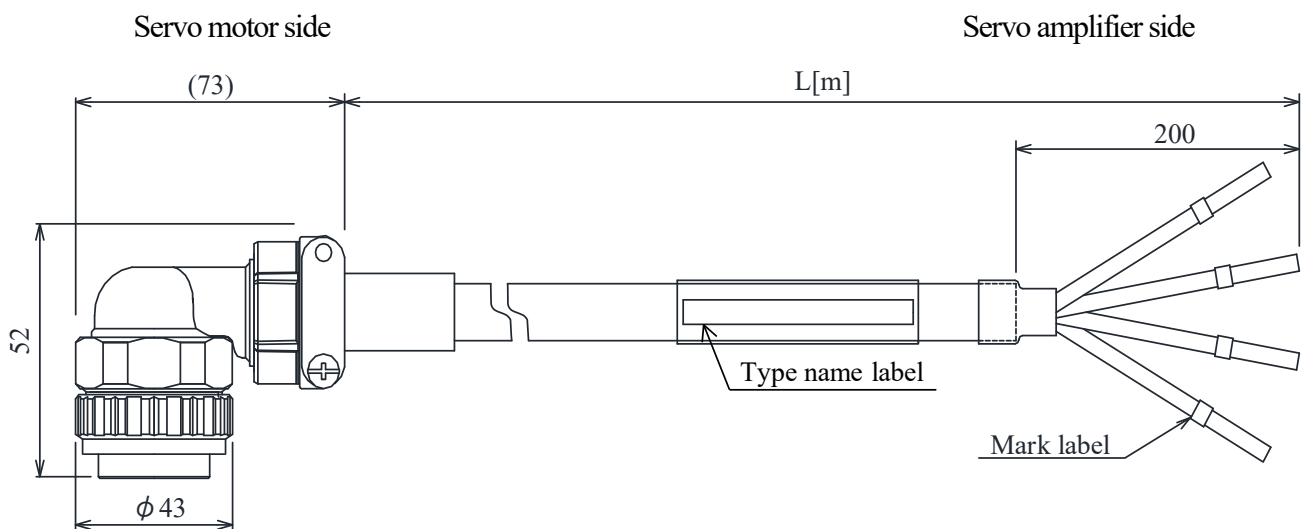 Servo motor side
Servo amplifier side
(73)
L[m]
200
52
Type name label
Mark label
ϕ43